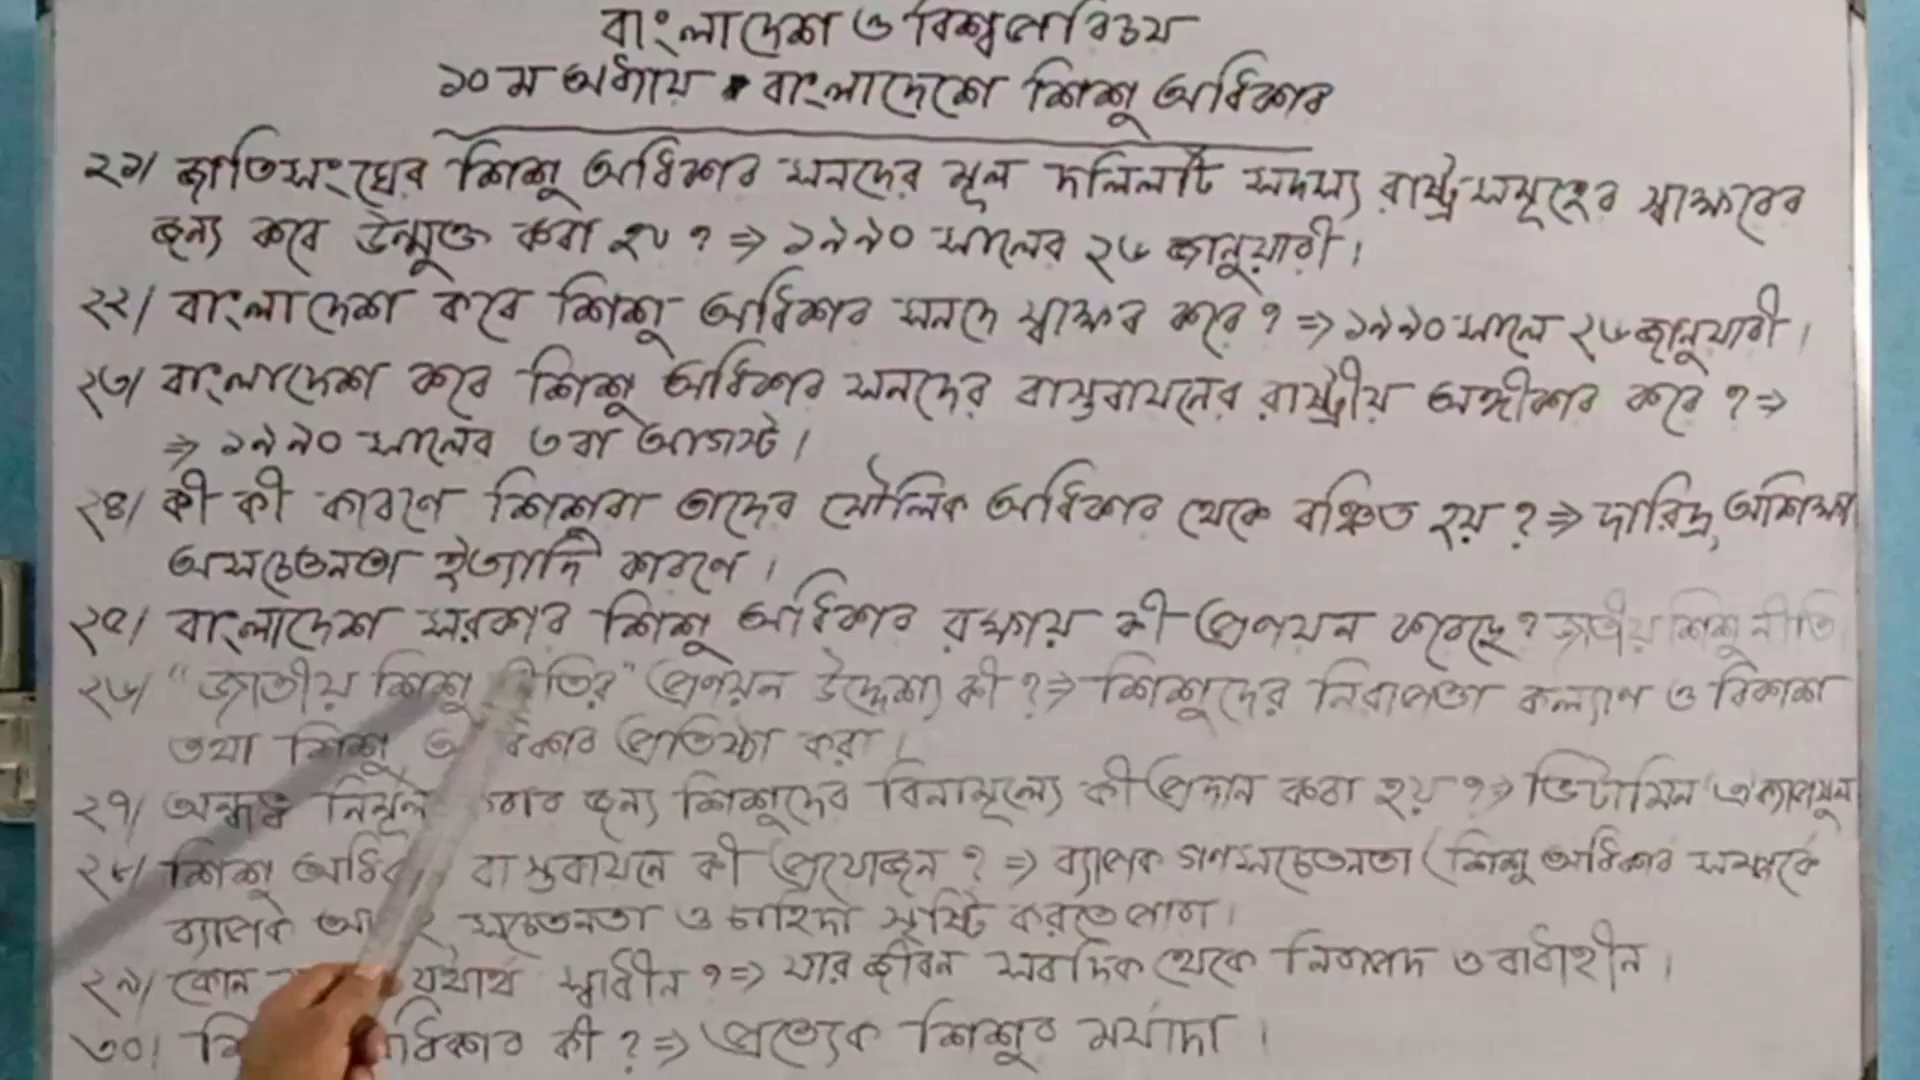 বাংলাদেশ ও বিশ্বপরিচয়
১০ম অধ্যায় বাংলাদেশে শিশু অধিকার
২১। জাতিসংঘের শিশু অধিকার সনদের মূল দলিলটি সদস্য রাষ্ট্রসমূহের স্বাক্ষরের
জন্য কবে উন্মুক্ত করা হয়? ⇒ ১৯৯০ সালের ২৬ জানুয়ারী।
২২। বাংলাদেশ কবে শিশু অধিকার সনদে স্বাক্ষর করে? ⇒ ১৯৯০ সালে ২৬ জানুয়ারী।
২৩। বাংলাদেশ কবে শিশু অধিকার সনদের বাস্তবায়নের রাষ্ট্রীয় অঙ্গীকার করে? ⇒
⇒ ১৯৯০ সালের ৩রা আগস্ট।
২৪। কী কী কারণে শিশুরা তাদের মৌলিক অধিকার থেকে বঞ্চিত হয়? ⇒ দারিদ্র, অশিক্ষা
অসচেতনতা ইত্যাদি কারণে।
২৫। বাংলাদেশ সরকার শিশু অধিকার রক্ষায় কী প্রণয়ন করেছে? জাতীয় শিশু নীতি
২৬। "জাতীয় শিশু নীতির" প্রণয়ন উদ্দেশ্য কী? ⇒ শিশুদের নিরাপত্তা কল্যাণ ও বিকাশ
তথা শিশু অধিকার প্রতিষ্ঠা করা।
২৭। অন্ধত্ব নির্মূল করার জন্য শিশুদের বিনামূল্যে কী প্রদান করা হয়? ⇒ ভিটামিন এ ক্যাপসুল
২৮। শিশু অধিকার বাস্তবায়নে কী প্রয়োজন? ⇒ ব্যাপক গণসচেতনতা (শিশু অধিকার সম্পর্কে
ব্যাপক সচেতনতা ও চাহিদা সৃষ্টি করতে পারা।
২৯। কোন যথার্থ স্বাধীন? ⇒ যার জীবন সবদিক থেকে নিরাপদ ও বাধাহীন।
৩০। অধিকার কী? ⇒ প্রত্যেক শিশুর মর্যাদা।